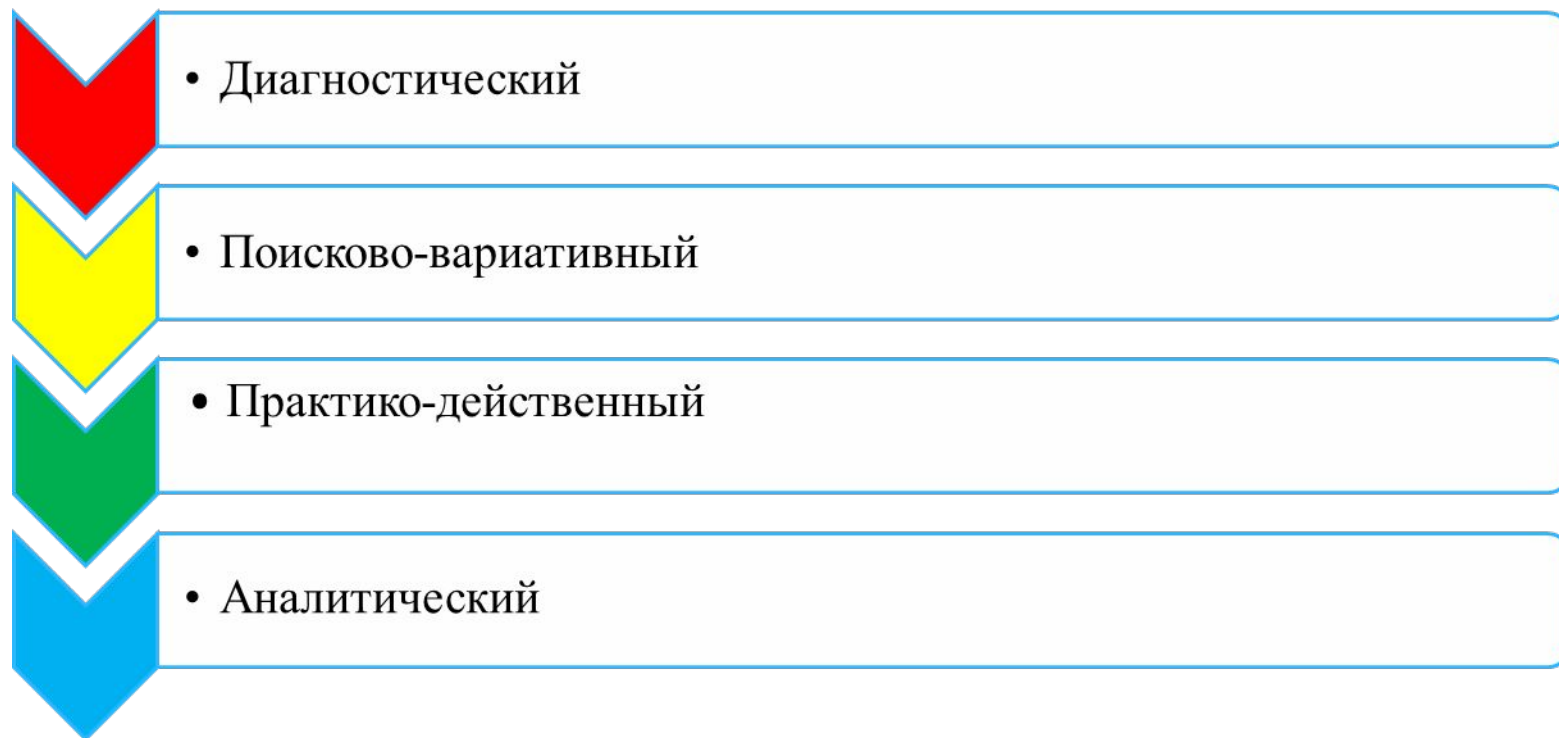 • Диагностический
• Поисково-вариативный
• Практико-действенный
• Аналитический